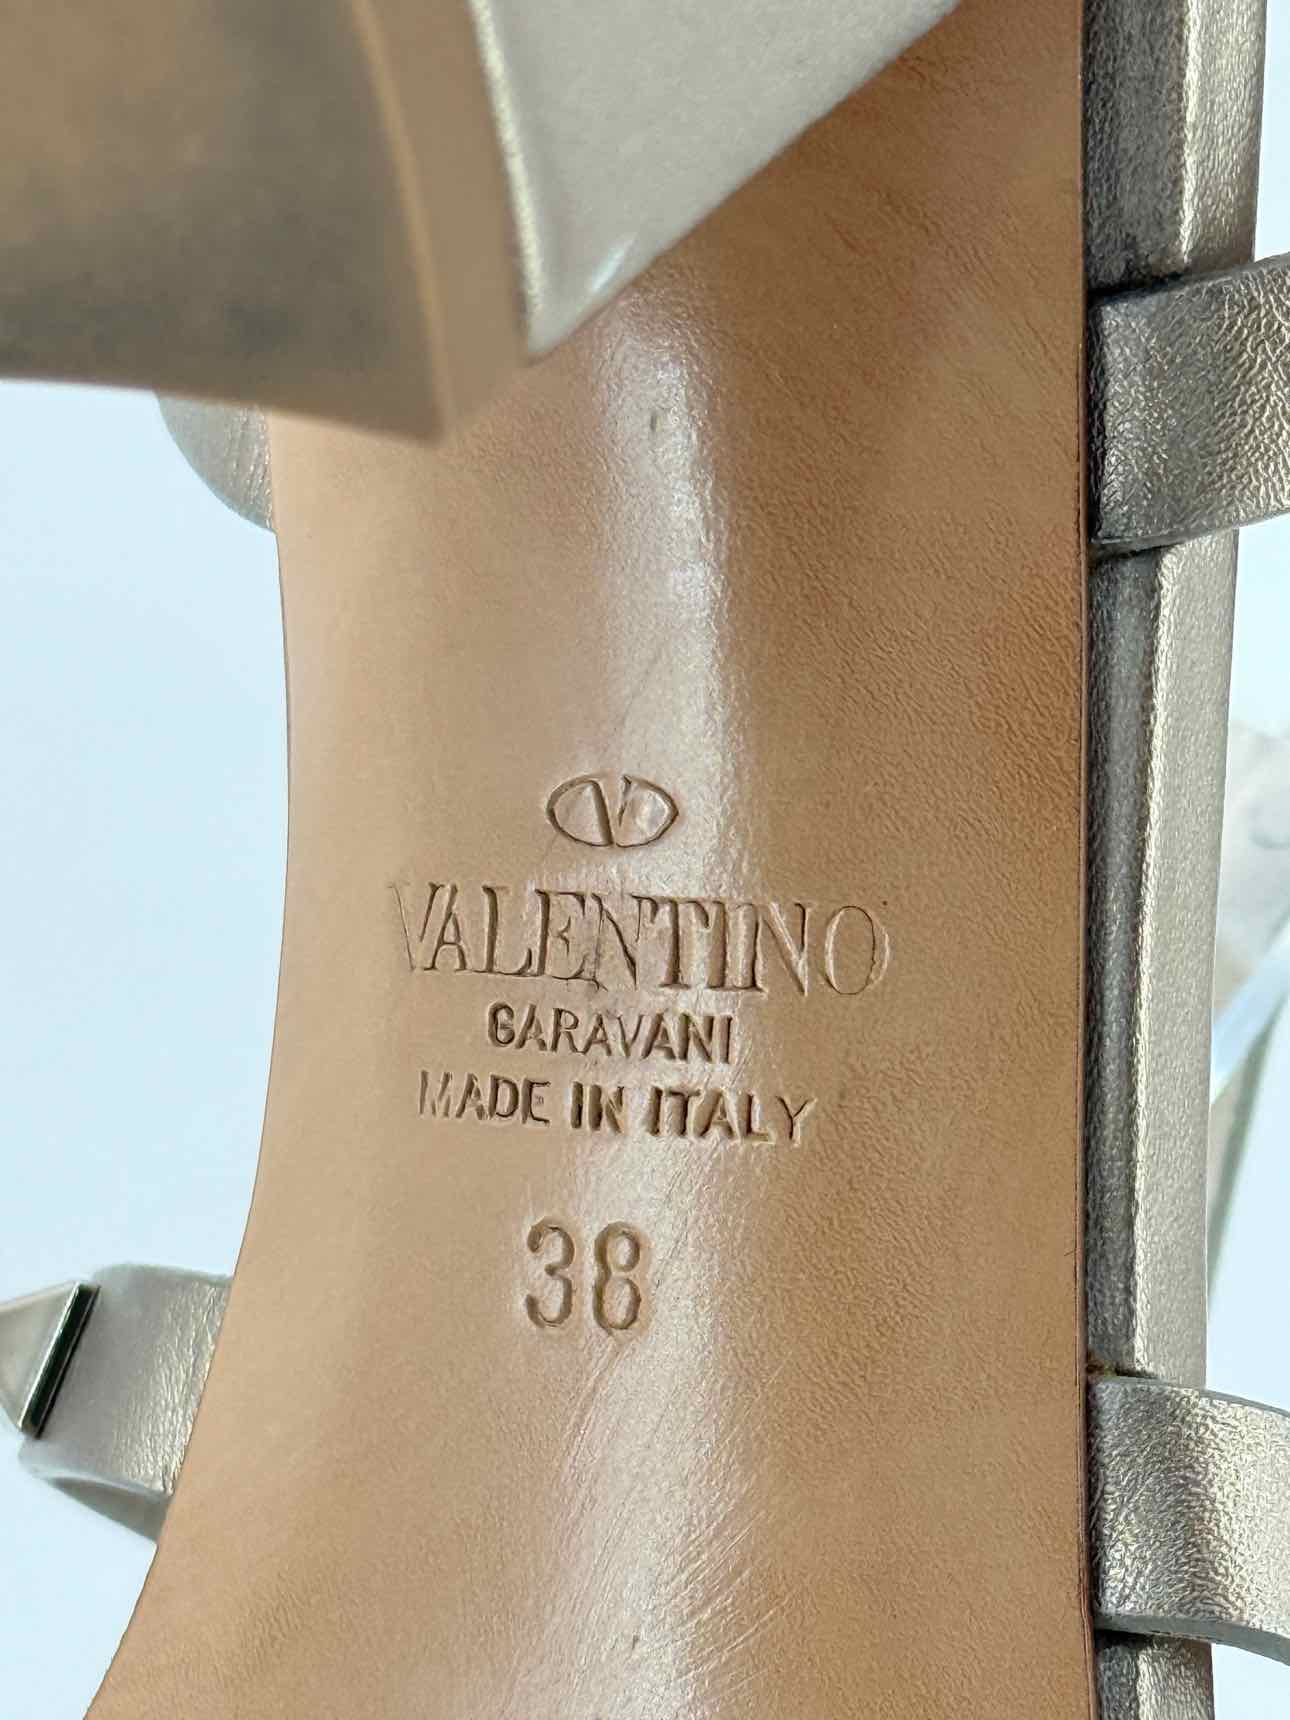 V
VALENTINO
GARAVANI
MADE IN ITALY
38